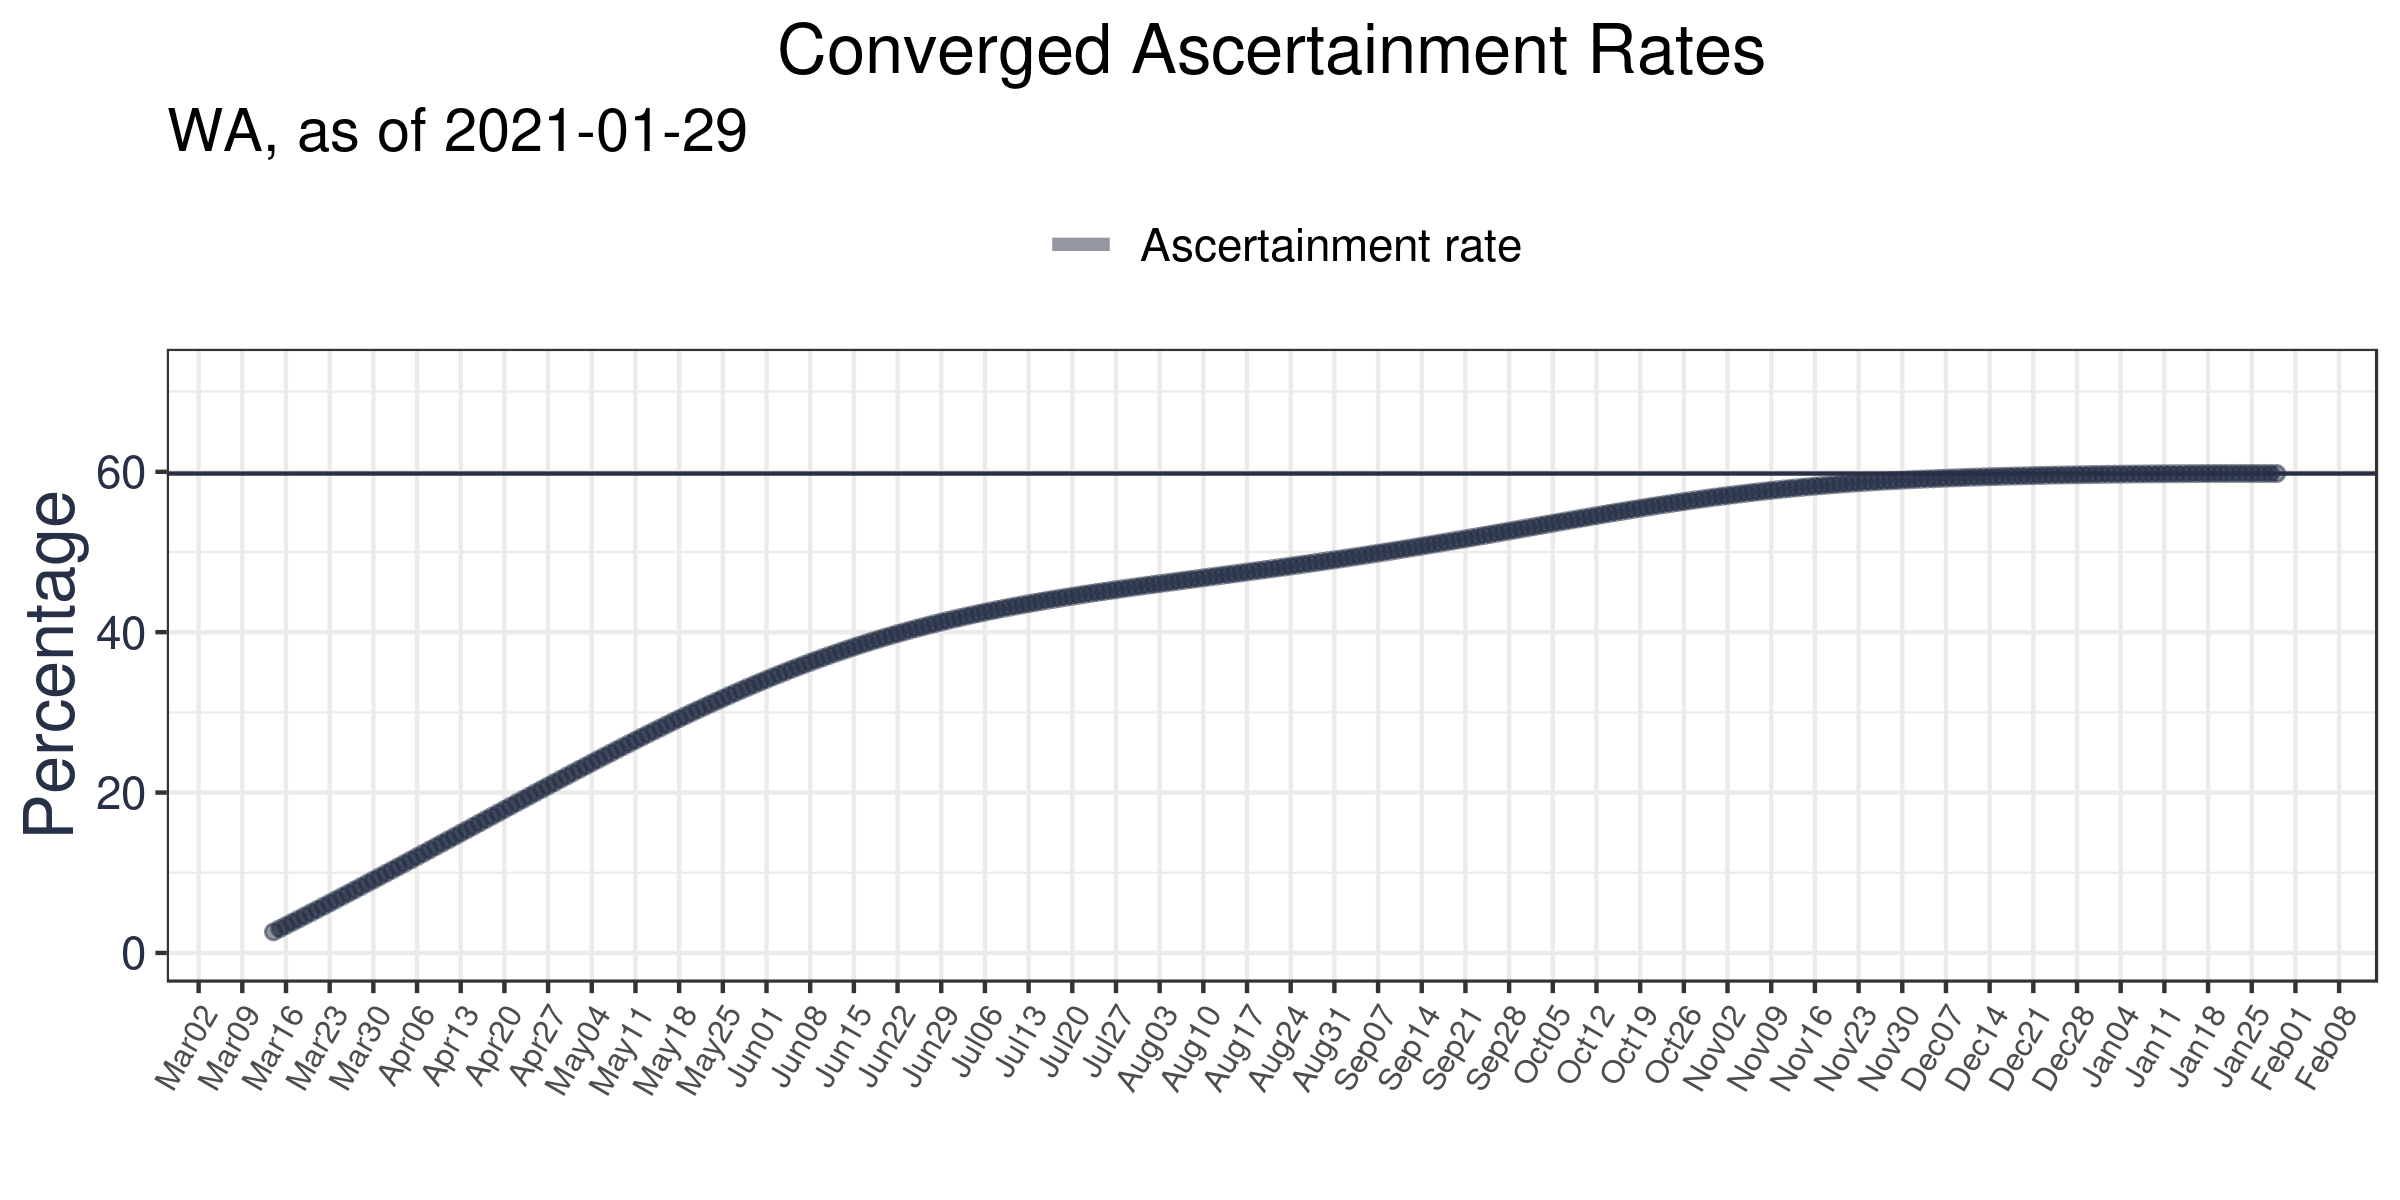 Converged Ascertainment Rates
WA, as of 2021-01-29
Ascertainment rate
Percentage
60
40
20
0
Mar02 Mar09 Mar16 Mar23 Mar30 Apr06 Apr13 Apr20 Apr27 May04 May11 May18 May25 Jun01 Jun08 Jun15 Jun22 Jun29 Jul06 Jul13 Jul20 Jul27 Aug03 Aug10 Aug17 Aug24 Aug31 Sep07 Sep14 Sep21 Sep28 Oct05 Oct12 Oct19 Oct26 Nov02 Nov09 Nov16 Nov23 Nov30 Dec07 Dec14 Dec21 Dec28 Jan04 Jan11 Jan18 Jan25 Feb01 Feb08